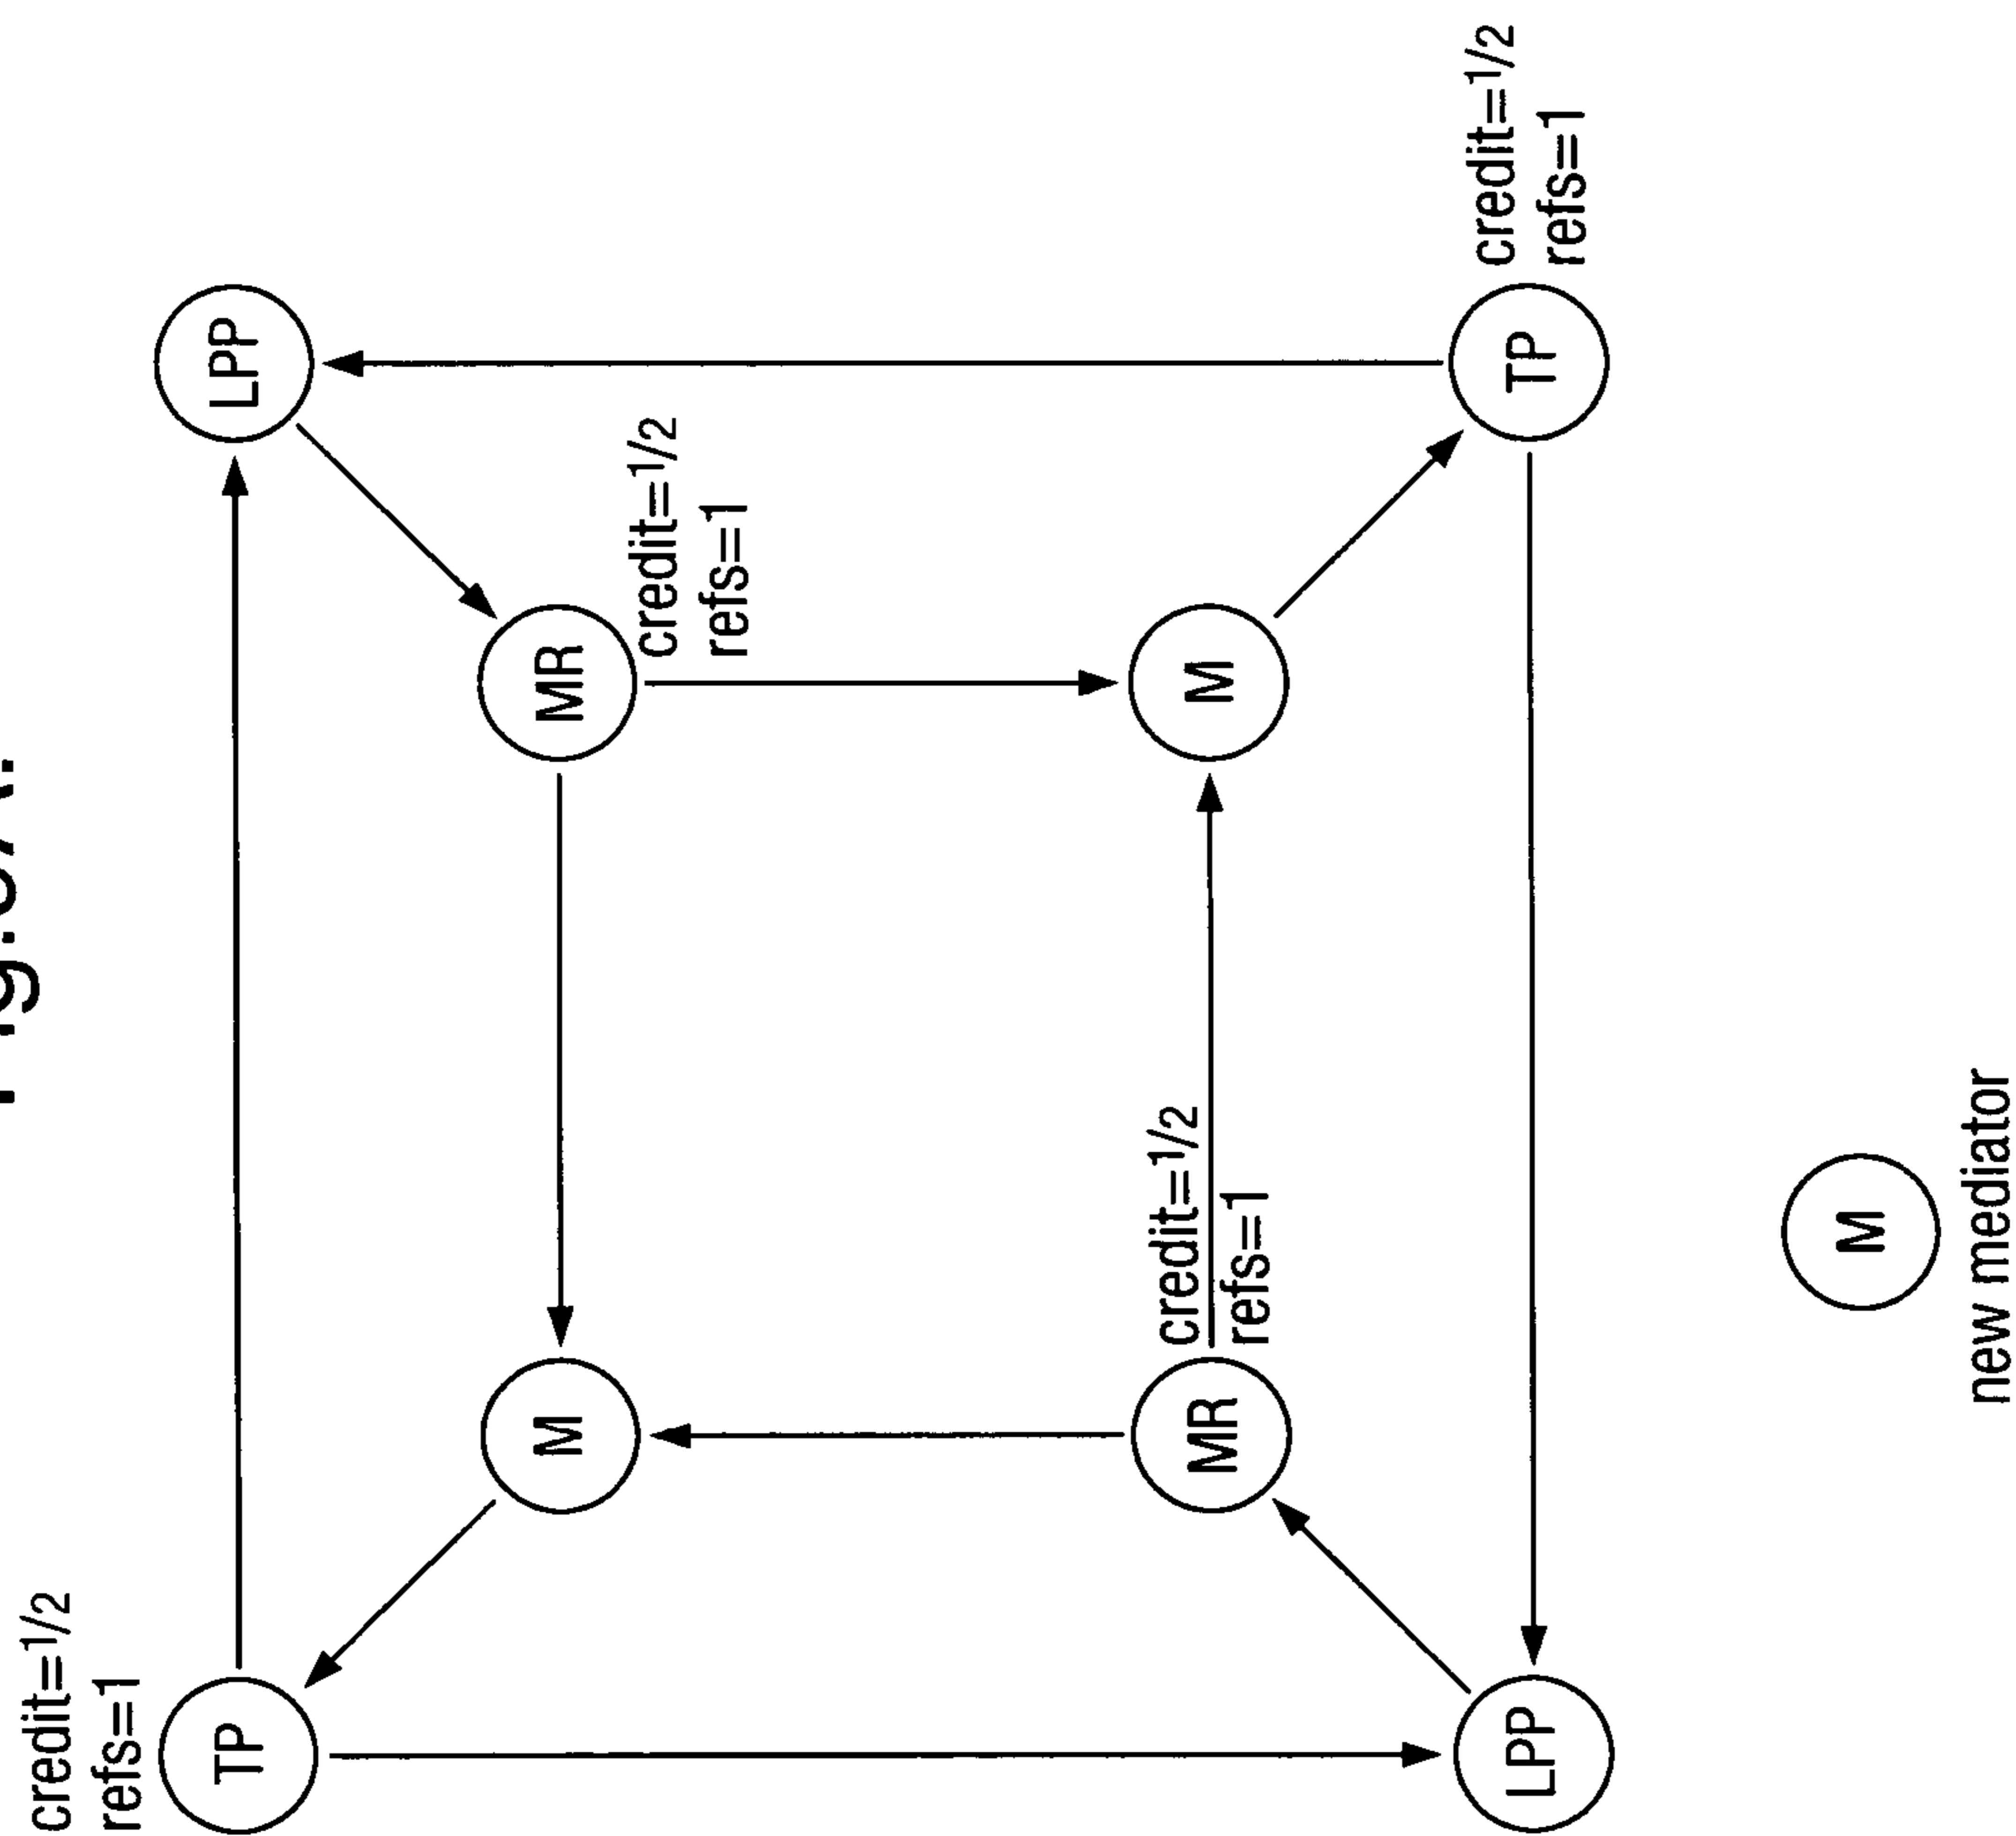 credit=1/2
refs=1
TP
LPP
M
MR
credit=1/2
refs=1
MR
credit=1/2
refs=1
M
LPP
TP
credit=1/2
refs=1
M
new mediator